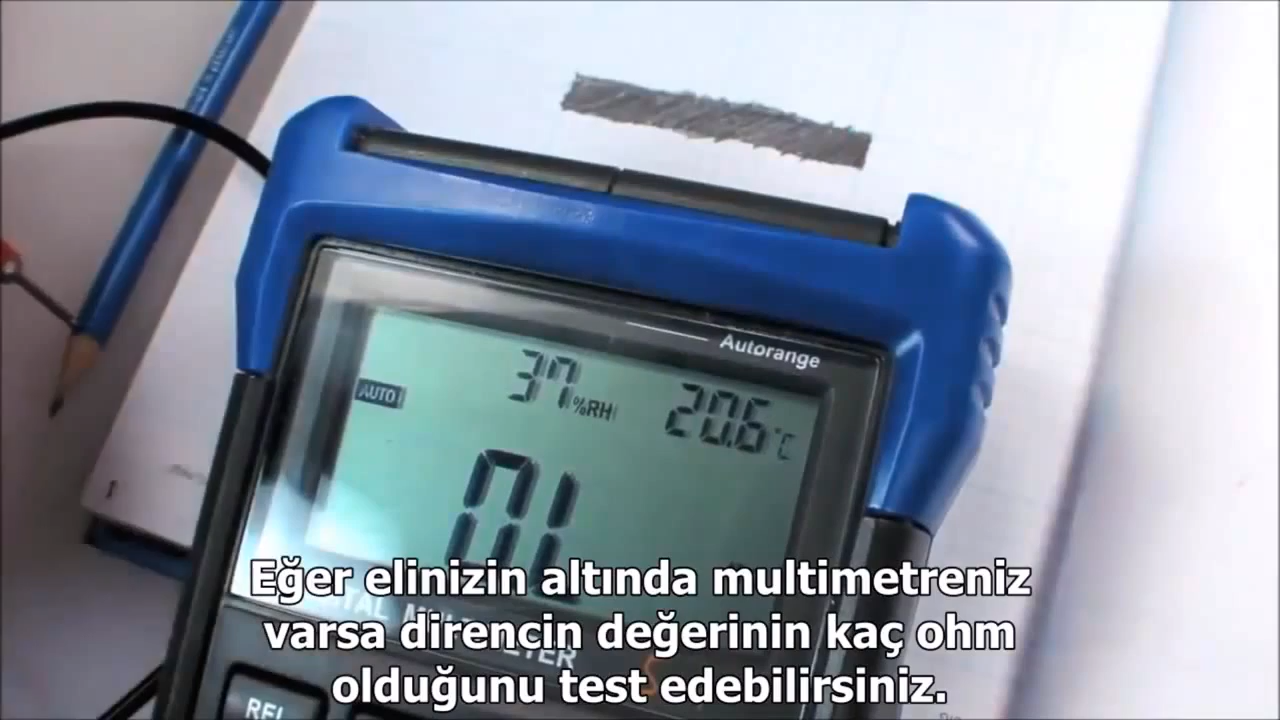 Autorange
AUTO
37 %RH
20.6 °C
OL
Eğer elinizin altında multimetreniz
varsa direncin değerinin kaç ohm
olduğunu test edebilirsiniz.
REL